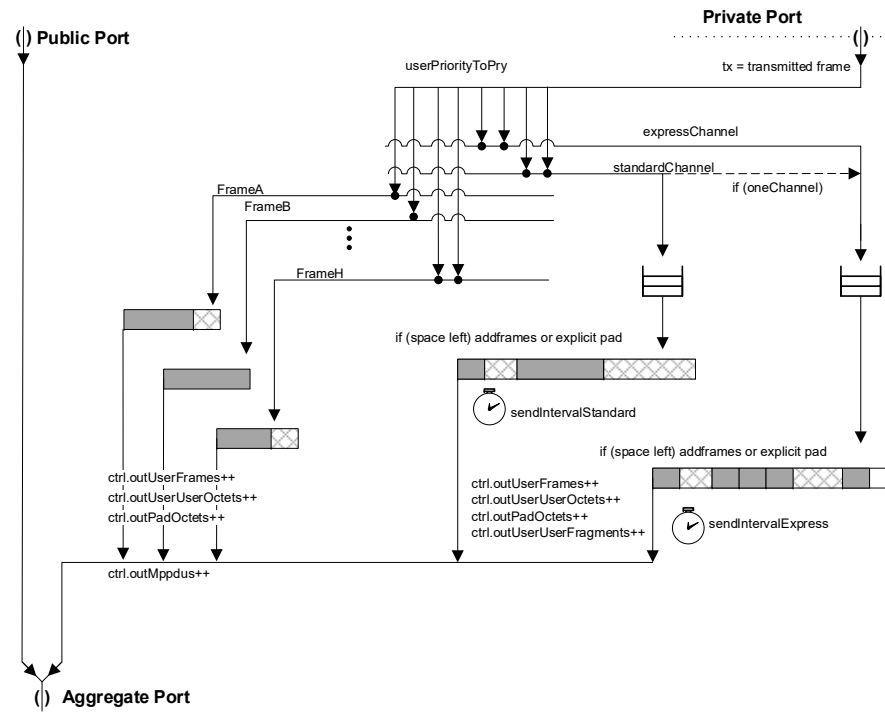 Private Port
( ) Public Port
( )
userPriorityToPry
tx = transmitted frame
expressChannel
standardChannel
if (oneChannel)
FrameA
FrameB
FrameH
if (space left) addframes or explicit pad
sendIntervalStandard
if (space left) addframes or explicit pad
ctrl.outUserFrames++
ctrl.outUserUserOctets++
ctrl.outPadOctets++
ctrl.outUserFrames++
ctrl.outUserUserOctets++
ctrl.outPadOctets++
ctrl.outUserUserFragments++
sendIntervalExpress
ctrl.outMppdus++
( ) Aggregate Port